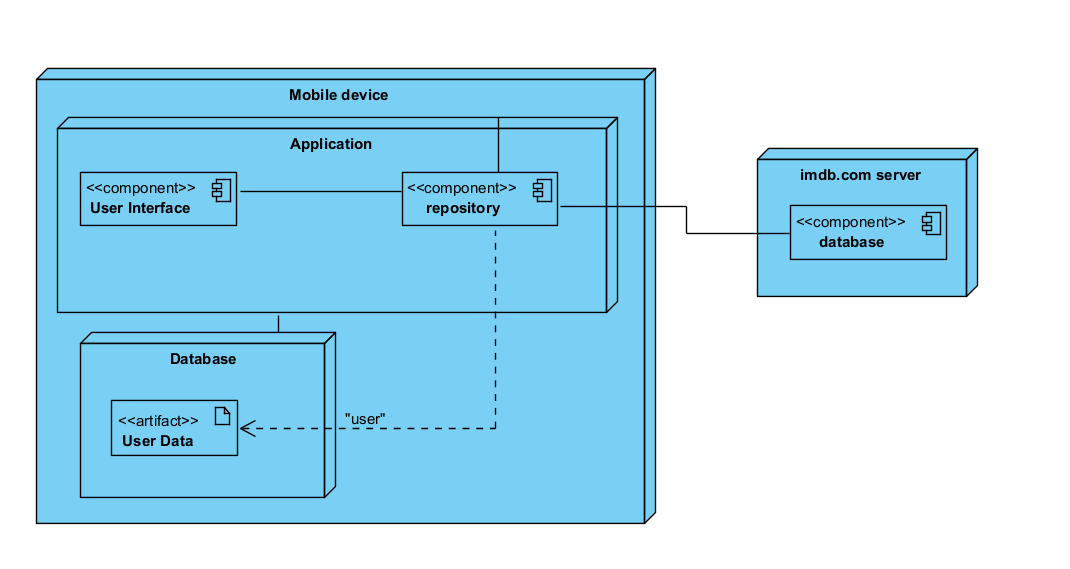 Mobile device
Application
<<component>>
User Interface
<<component>>
repository
imdb.com server
<<component>>
database
Database
<<artifact>>
User Data
"user"